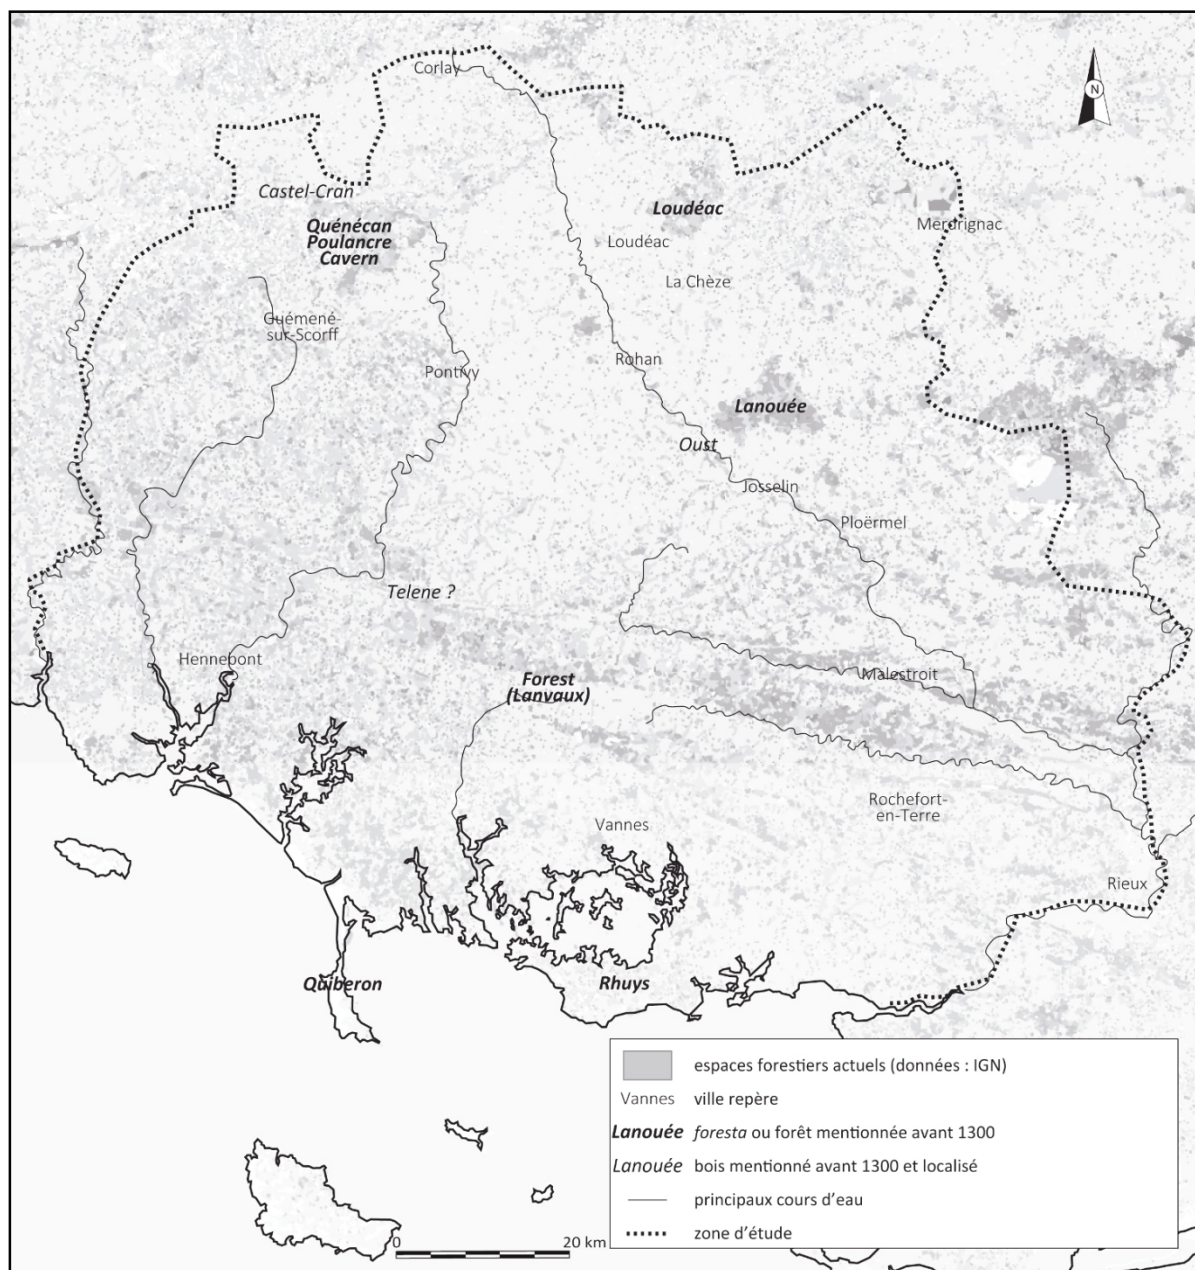 Corlay
N
Castel-Cran
Quénécan
Poulancre
Cavern
Loudéac
Loudéac
Merdrignac
La Chèze
Guémené-
sur-Scorff
Rohan
Pontivy
Lanouée
Oust
Josselin
Ploërmel
Telene ?
Hennebont
Forest
(Lanvaux)
Malestroit
Rochefort-
en-Terre
Vannes
Rieux
Quiberon
Rhuys
espaces forestiers actuels (données : IGN)
Vannes ville repère
Lanouée foresta ou forêt mentionnée avant 1300
Lanouée bois mentionné avant 1300 et localisé
principaux cours d'eau
zone d'étude
0 20 km